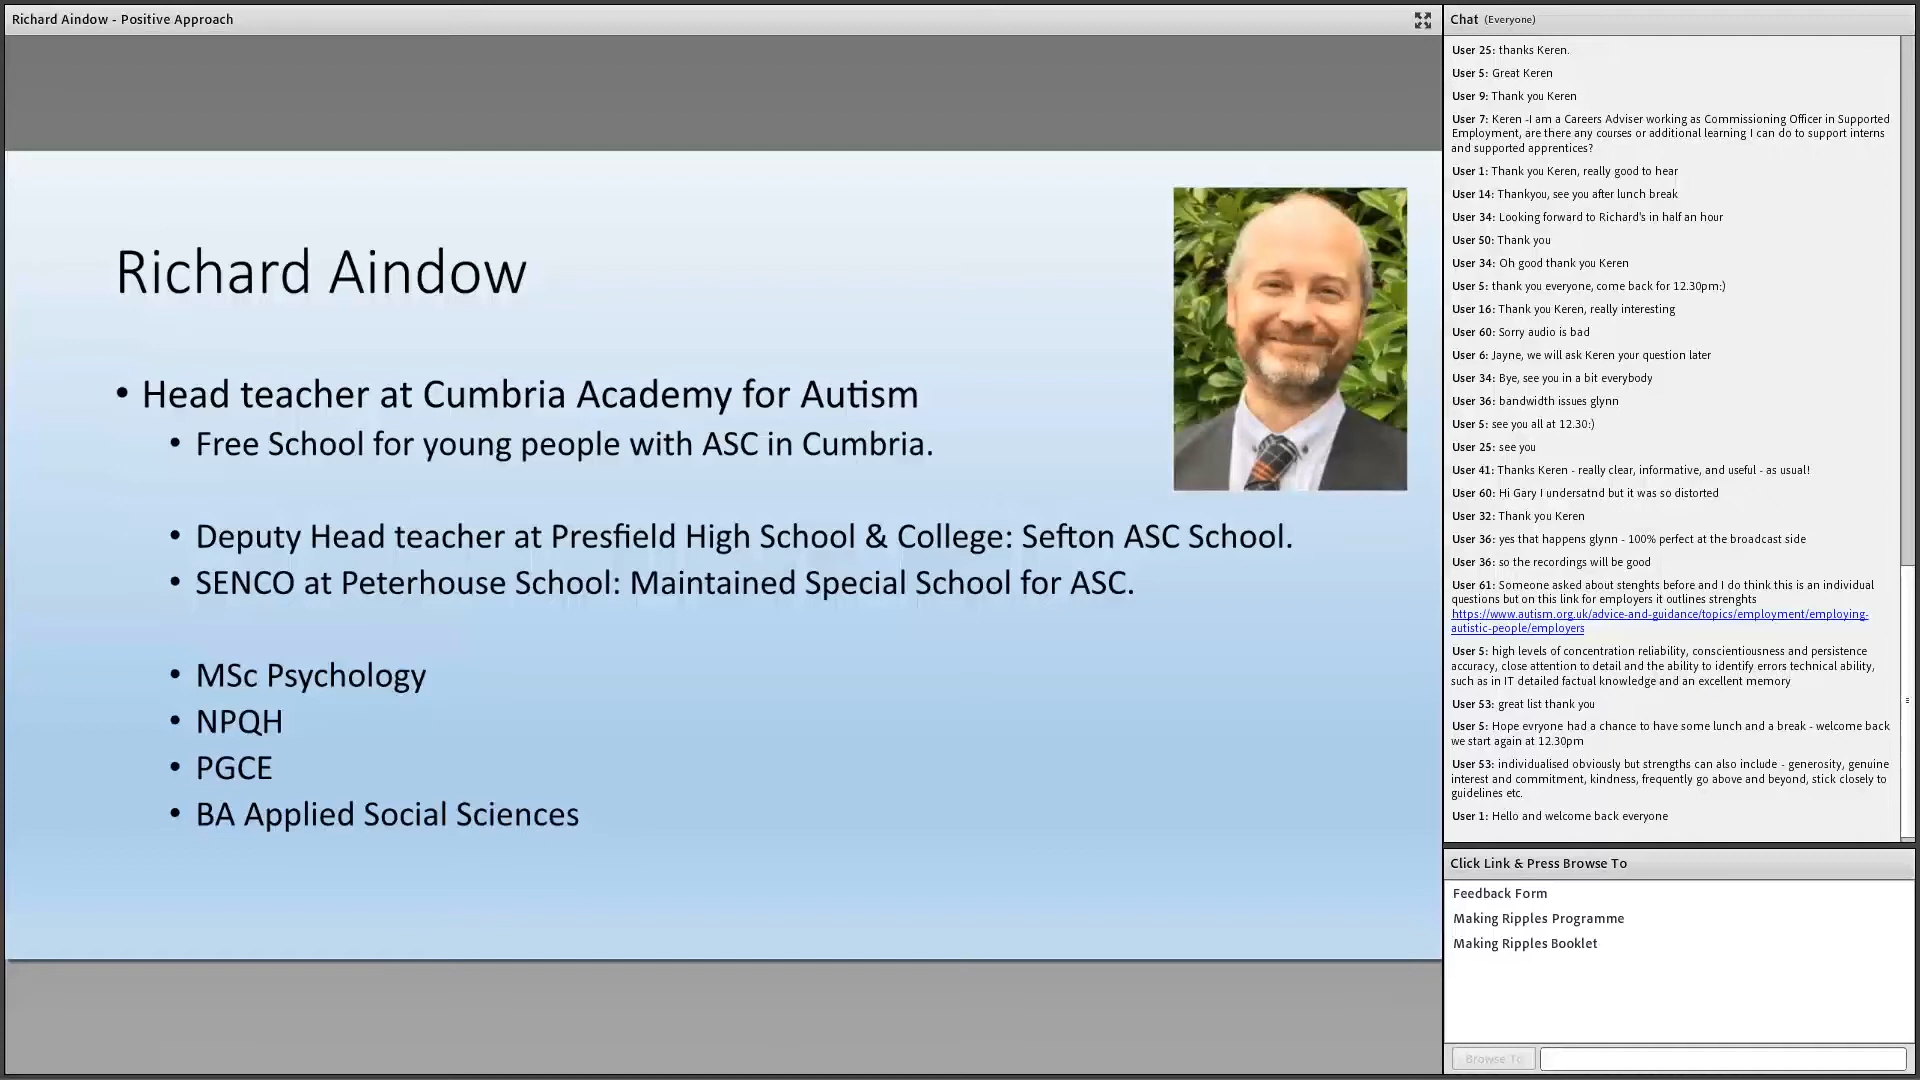 Richard Aindow - Positive Approach
Richard Aindow
• Head teacher at Cumbria Academy for Autism
• Free School for young people with ASC in Cumbria.
• Deputy Head teacher at Presfield High School & College: Sefton ASC School.
• SENCO at Peterhouse School: Maintained Special School for ASC.
• MSc Psychology
• NPQH
• PGCE
• BA Applied Social Sciences
Chat (Everyone)
User 25: thanks Keren.
User 5: Great Keren
User 9: Thank you Keren
User 7: Keren -I am a Careers Adviser working as Commissioning Officer in Supported
Employment, are there any courses or additional learning I can do to support interns
and supported apprentices?
User 1: Thank you Keren, really good to hear
User 14: Thankyou, see you after lunch break
User 34: Looking forward to Richard's in half an hour
User 50: Thank you
User 34: Oh good thank you Keren
User 5: thank you everyone, come back for 12.30pm:)
User 16: Thank you Keren, really interesting
User 60: Sorry audio is bad
User 6: Jayne, we will ask Keren your question later
User 34: Bye, see you in a bit everybody
User 36: bandwidth issues glynn
User 5: see you all at 12.30:)
User 25: see you
User 41: Thanks Keren - really clear, informative, and useful - as usual!
User 60: Hi Gary I undersatnd but it was so distorted
User 32: Thank you Keren
User 36: yes that happens glynn - 100% perfect at the broadcast side
User 36: so the recordings will be good
User 61: Someone asked about stenghts before and I do think this is an individual
questions but on this link for employers it outlines strenghts
https://www.autism.org.uk/advice-and-guidance/topics/employment/employing-
autistic-people/employers
User 5: high levels of concentration reliability, conscientiousness and persistence
accuracy, close attention to detail and the ability to identify errors technical ability,
such as in IT detailed factual knowledge and an excellent memory
User 53: great list thank you
User 5: Hope evryone had a chance to have some lunch and a break - welcome back
we start again at 12.30pm
User 53: individualised obviously but strengths can also include - generosity, genuine
interest and commitment, kindness, frequently go above and beyond, stick closely to
guidelines etc.
User 1: Hello and welcome back everyone
Click Link & Press Browse To
Feedback Form
Making Ripples Programme
Making Ripples Booklet
Browse To